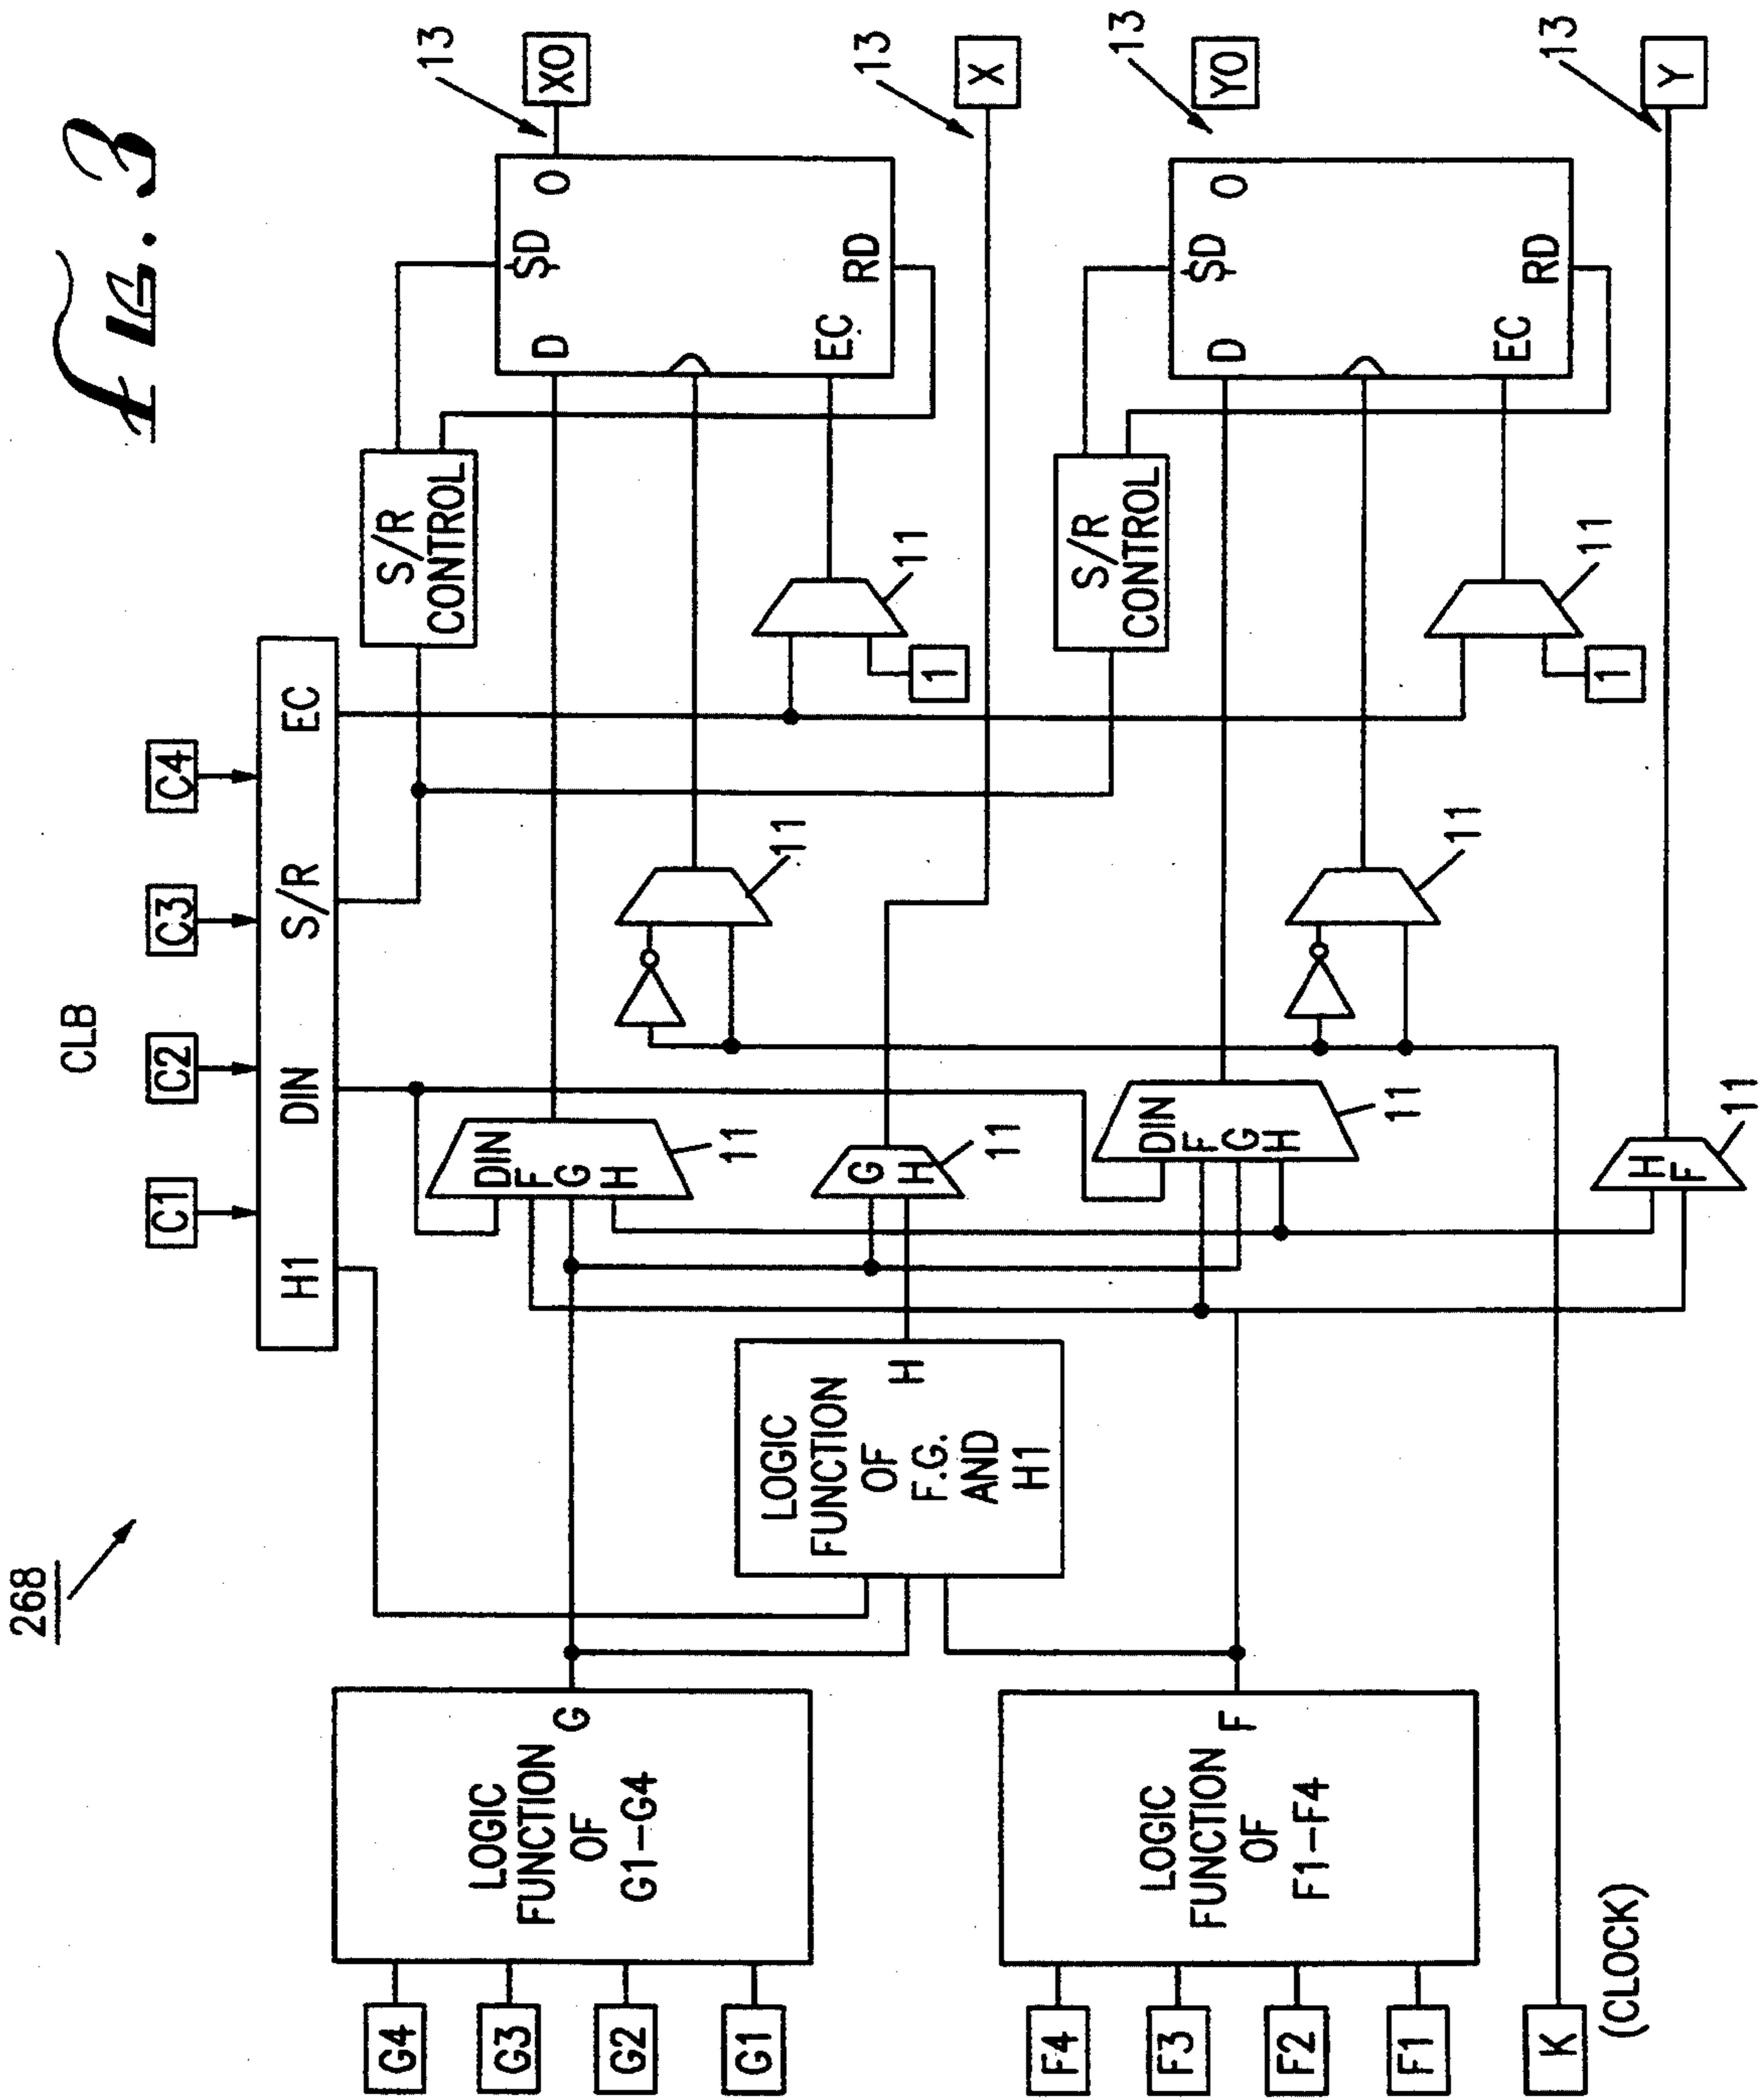 fig. 3
268
CLB
C1
C2
C3
C4
H1
DIN
S/R
EC
G4
G3
G2
G1
LOGIC
FUNCTION
OF
G1-G4
G
F4
F3
F2
F1
LOGIC
FUNCTION
OF
F1-F4
F
K
(CLOCK)
LOGIC
FUNCTION
OF
F.G.
AND
H1
H
DIN
F
G
H
11
G
H
11
DIN
F
G
H
11
H
F
11
11
11
S/R
CONTROL
1
11
S/R
CONTROL
1
11
D
SD
O
EC
RD
D
SD
O
EC
RD
13
XO
13
X
13
YO
13
Y